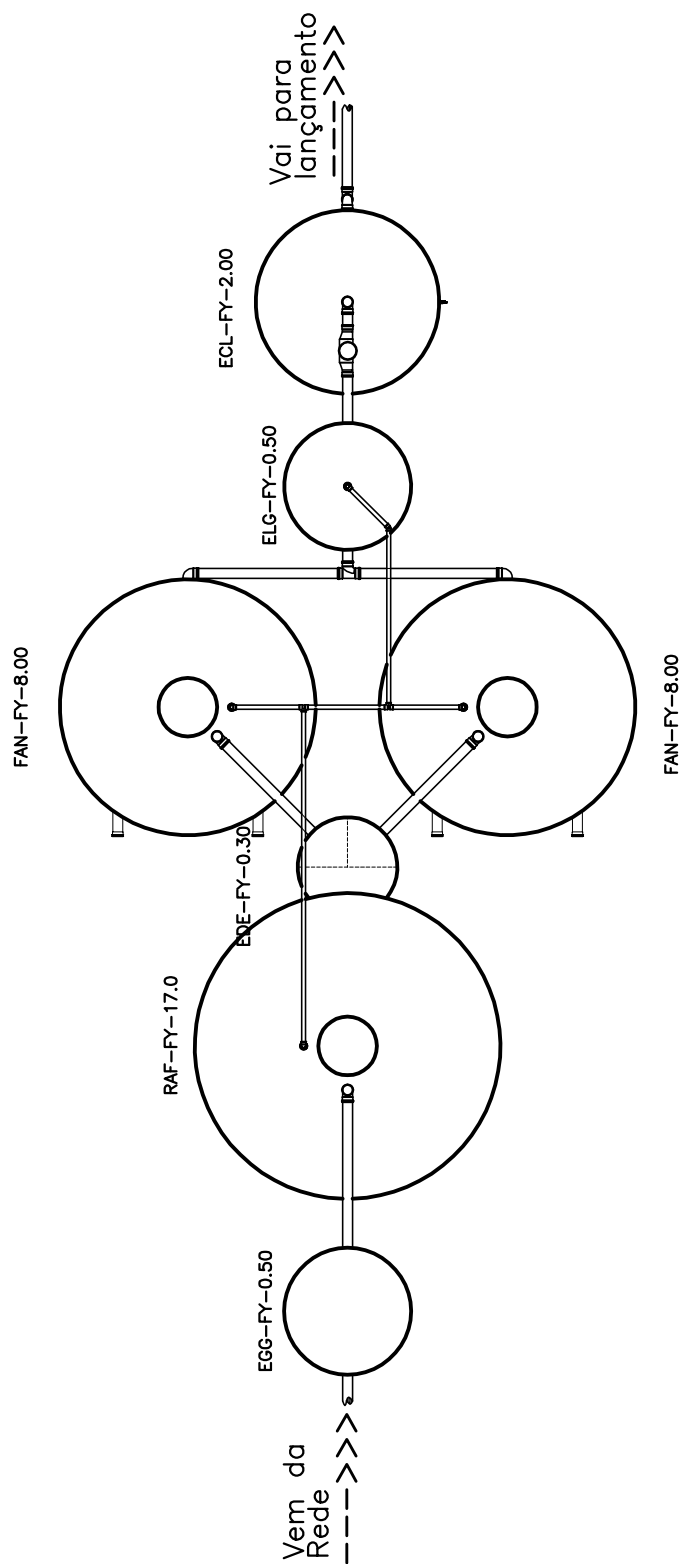 Vai para
lançamento
ECL-FY-2.00
ELG-FY-0.50
FAN-FY-8.00
FAN-FY-8.00
EDE-FY-0.30
RAF-FY-17.0
EGG-FY-0.50
Vem da
Rede